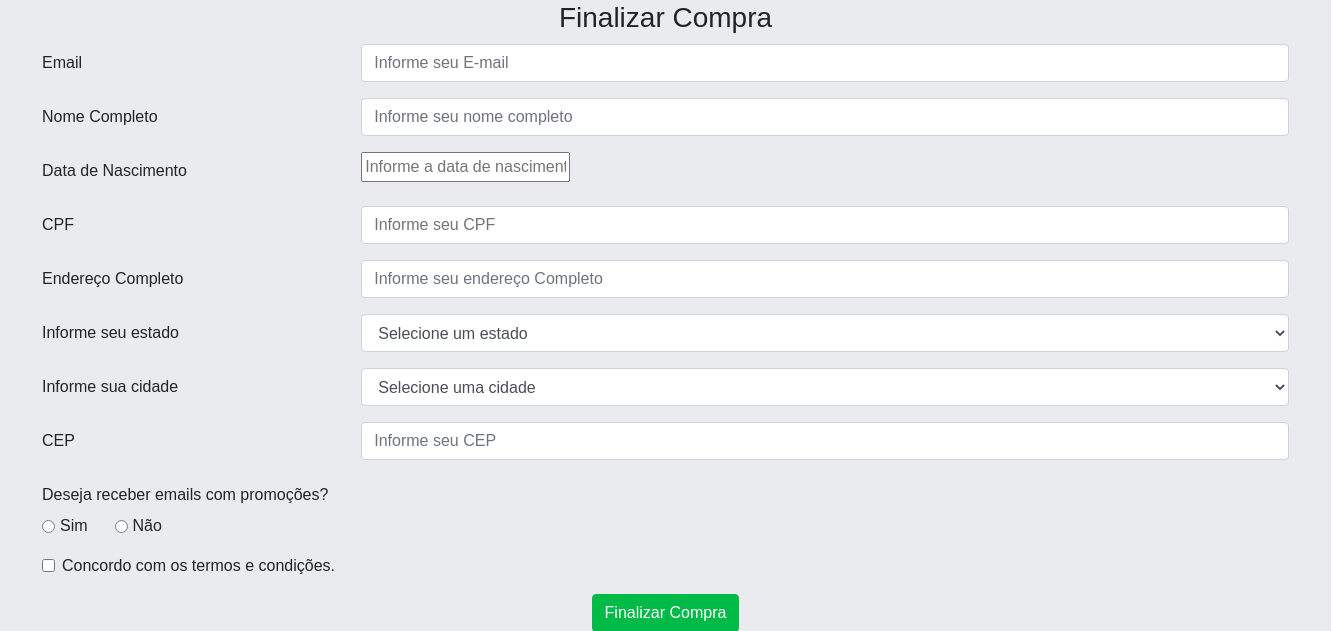 Finalizar Compra
Email
Informe seu E-mail
Nome Completo
Informe seu nome completo
Data de Nascimento
Informe a data de nasciment
CPF
Informe seu CPF
Endereço Completo
Informe seu endereço Completo
Informe seu estado
Selecione um estado
Informe sua cidade
Selecione uma cidade
CEP
Informe seu CEP
Deseja receber emails com promoções?
Sim Não
Concordo com os termos e condições.
Finalizar Compra